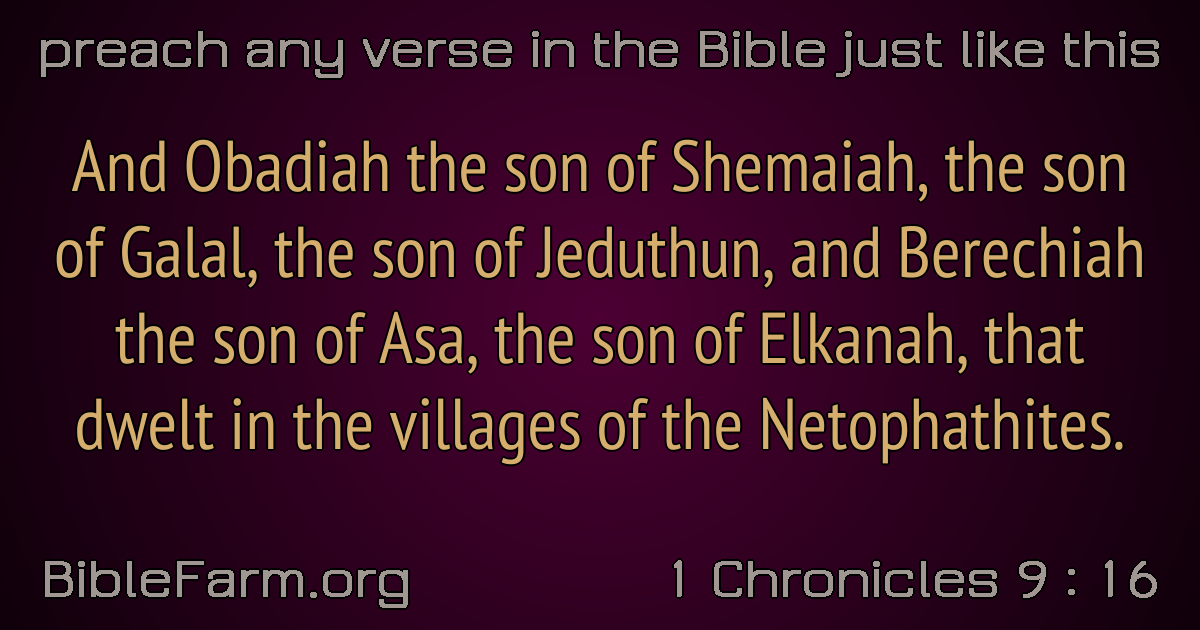 preach any verse in the Bible just like this
And Obadiah the son of Shemaiah, the son
of Galal, the son of Jeduthun, and Berechiah
the son of Asa, the son of Elkanah, that
dwelt in the villages of the Netophathites.
BibleFarm.org
1 Chronicles 9 : 16